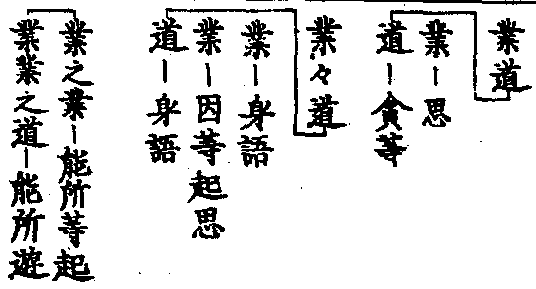 業道
業ー思
道ー貪等
業々道
業ー身語
業ー因等起思
道ー身語
業之業ー能所等起
業業之道ー能所遊